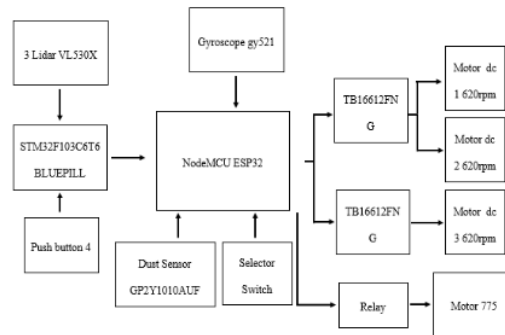 3 Lidar VL530X
Gyroscope gy521
STM32F103C6T6
BLUEPILL
Push button 4
NodeMCU ESP32
Dust Sensor
GP2Y1010AUF
Selector
Switch
TB16612FN
G
TB16612FN
G
Motor dc
1 620rpm
Motor dc
2 620rpm
Motor dc
3 620rpm
Relay
Motor 775